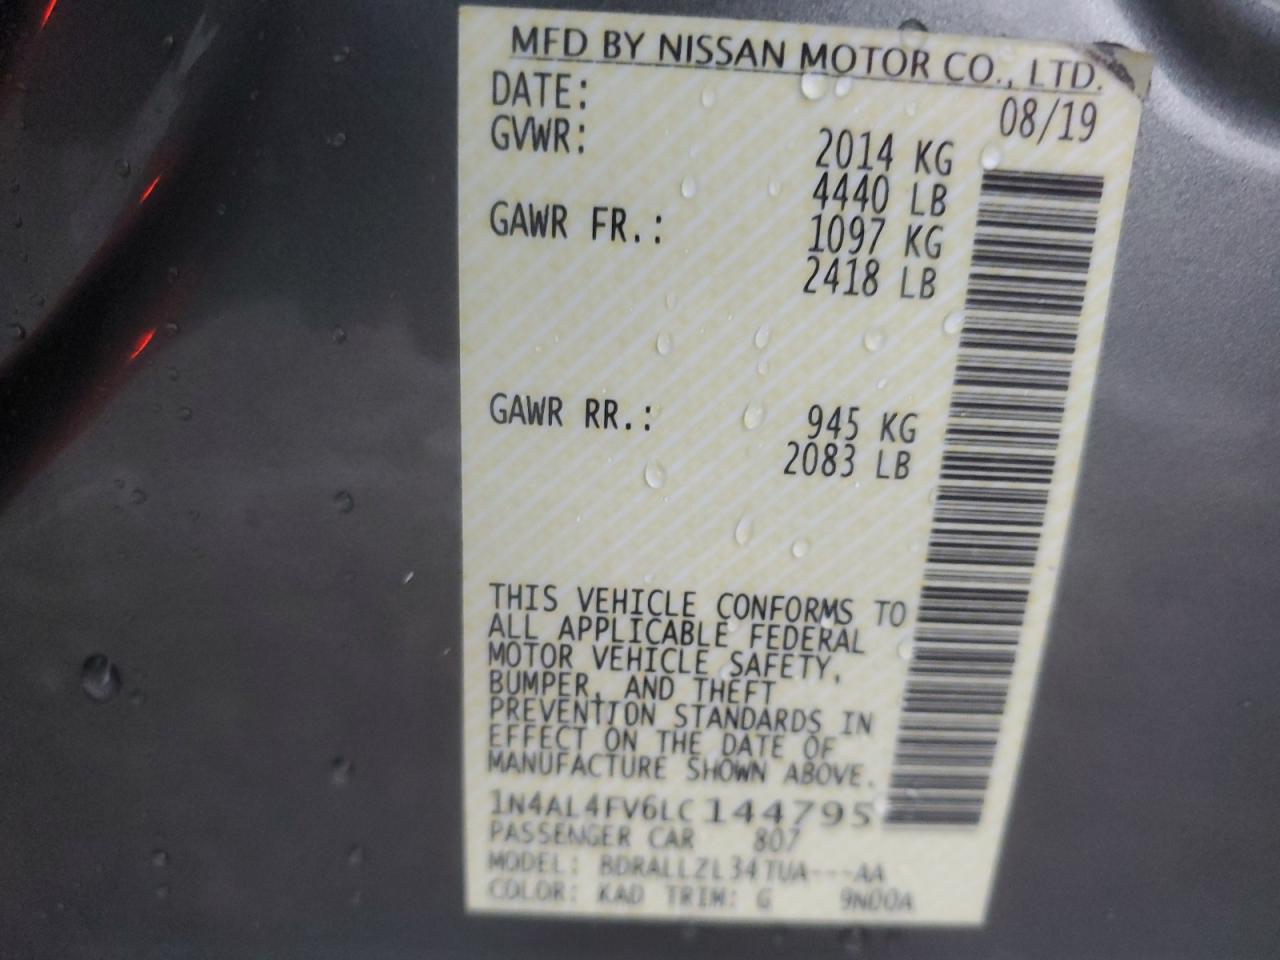 MFD BY NISSAN MOTOR CO., LTD.
DATE: 08/19
GVWR: 2014 KG
4440 LB
GAWR FR.: 1097 KG
2418 LB
GAWR RR.: 945 KG
2083 LB
THIS VEHICLE CONFORMS TO
ALL APPLICABLE FEDERAL
MOTOR VEHICLE SAFETY,
BUMPER, AND THEFT
PREVENTION STANDARDS IN
EFFECT ON THE DATE OF
MANUFACTURE SHOWN ABOVE.
1N4AL4FV6LC144795
PASSENGER CAR 807
MODEL: BDRALLZL34TUA---AA
COLOR: KAD TRIM: G 9N00A